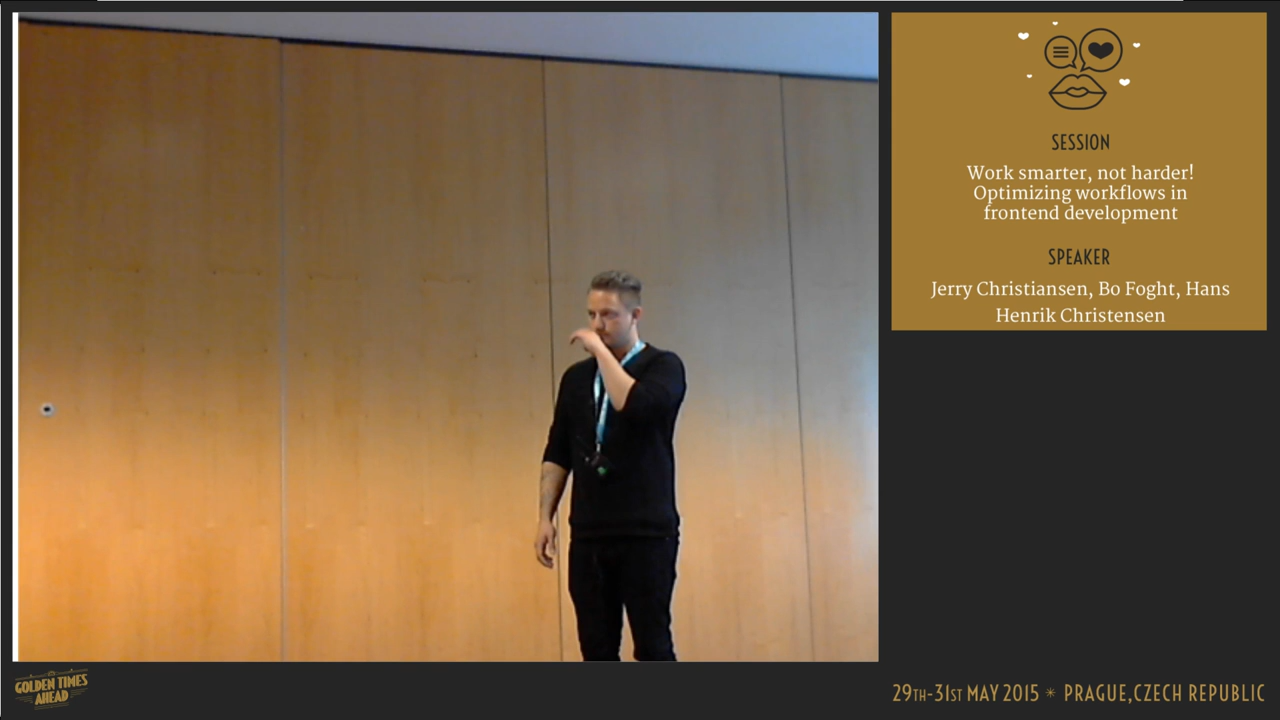 SESSION
Work smarter, not harder!
Optimizing workflows in
frontend development
SPEAKER
Jerry Christiansen, Bo Foght, Hans
Henrik Christensen
GOLDEN TIMES
AHEAD
29TH-31ST MAY 2015 * PRAGUE,CZECH REPUBLIC